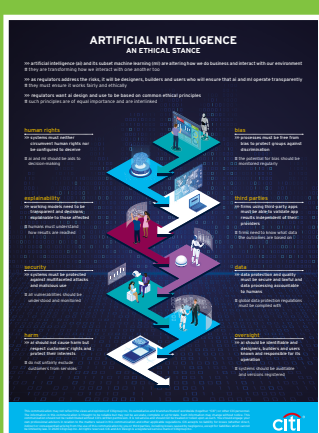 ARTIFICIAL INTELLIGENCE
AN ETHICAL STANCE
>> artificial intelligence (ai) and its subset machine learning (ml) are altering how we do business and interact with our environment
# they are transforming how we interact with one another too
>> as regulators address the risks, it will be designers, builders and users who will ensure that ai and ml operate transparently
# they must ensure it works fairly and ethically
>> regulators want ai design and use to be based on common ethical principles
# such principles are of equal importance and are interlinked
human rights
>> systems must neither
circumvent human rights nor
be configured to deceive
# ai and ml should be aids to
decision-making
bias
>> processes must be free from
bias to protect groups against
discrimination
# the potential for bias should be
monitored regularly
explainability
>> working models need to be
transparent and decisions
explainable to those affected
# humans must understand
how results are reached
third parties
>> firms using third-party apps
must be able to validate app
results independent of their
providers
# firms need to know what data
the outcomes are based on
security
>> systems must be protected
against multifaceted attacks
and malicious use
# all vulnerabilities should be
understood and monitored
data
>> data protection and quality
must be secure and lawful and
data processing accountable
to humans
# global data protection regulations
must be complied with
harm
>> ai should not cause harm but
respect customers' rights and
protect their interests
# do not unfairly exclude
customers from services
oversight
>> ai should be identifiable and
designers, builders and users
known and responsible for its
operation
# systems should be auditable
and versions registered
citi